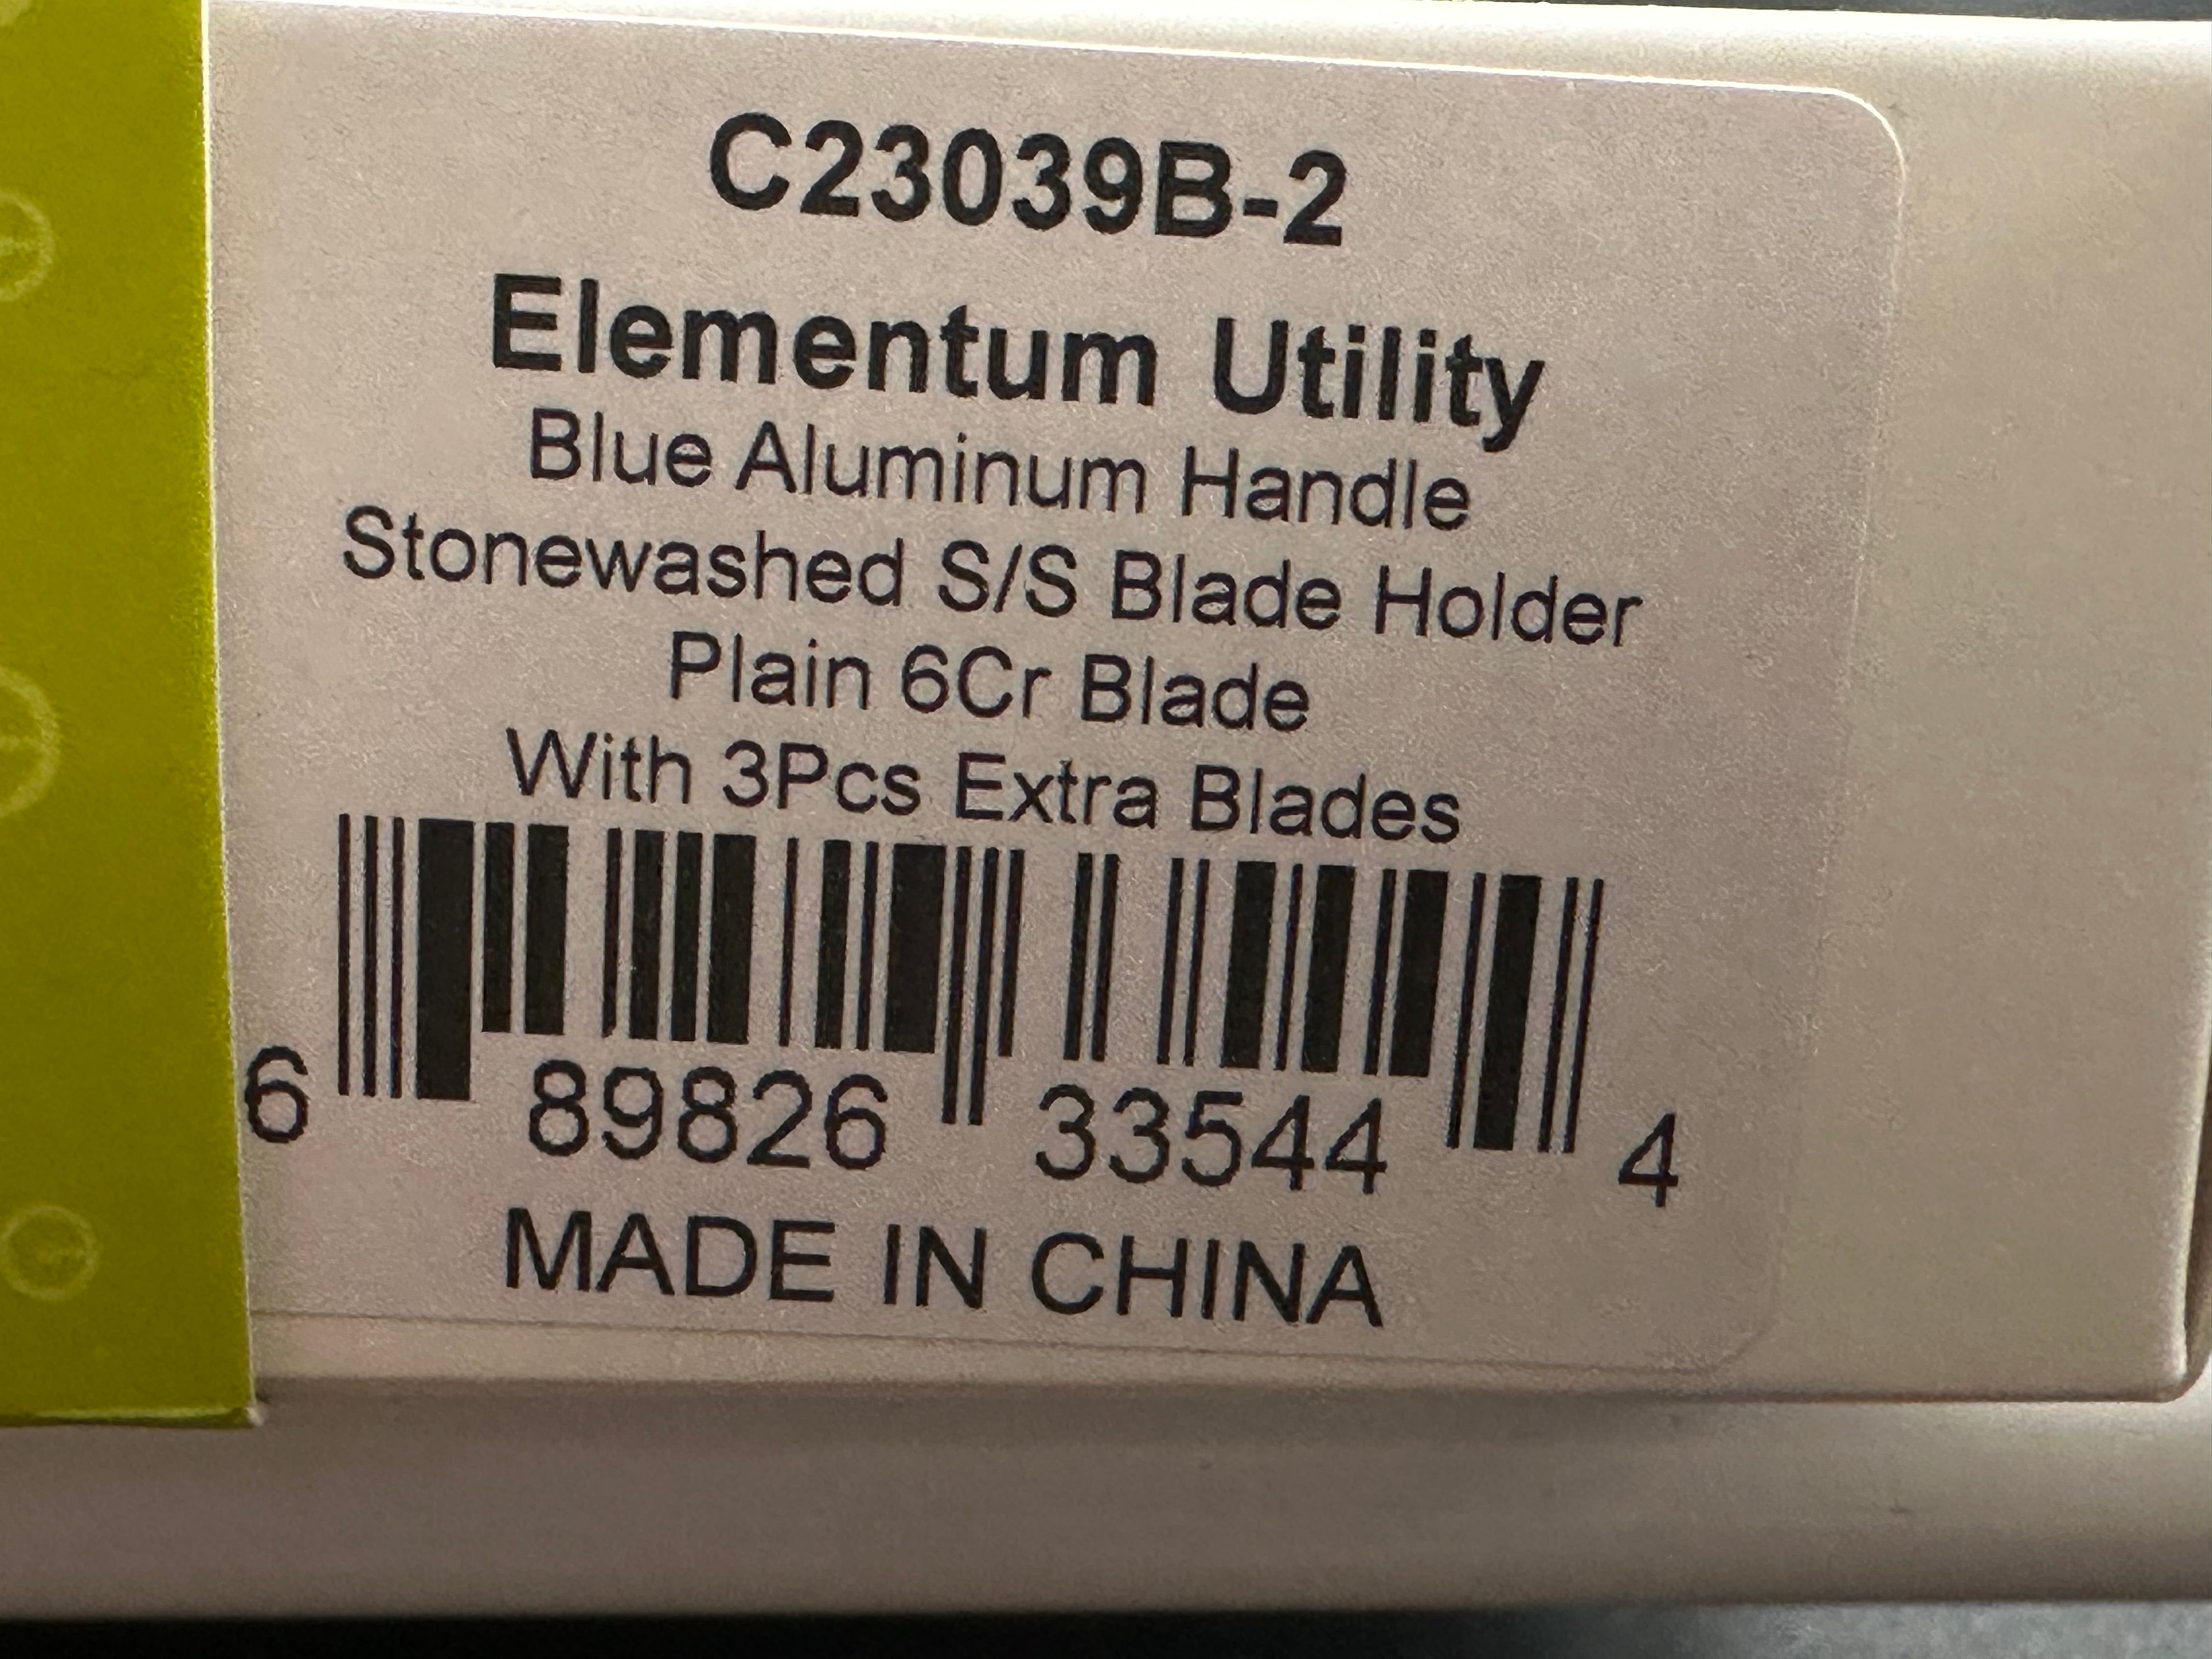 C23039B-2
Elementum Utility
Blue Aluminum Handle
Stonewashed S/S Blade Holder
Plain 6Cr Blade
With 3Pcs Extra Blades
6 89826 33544 4
MADE IN CHINA